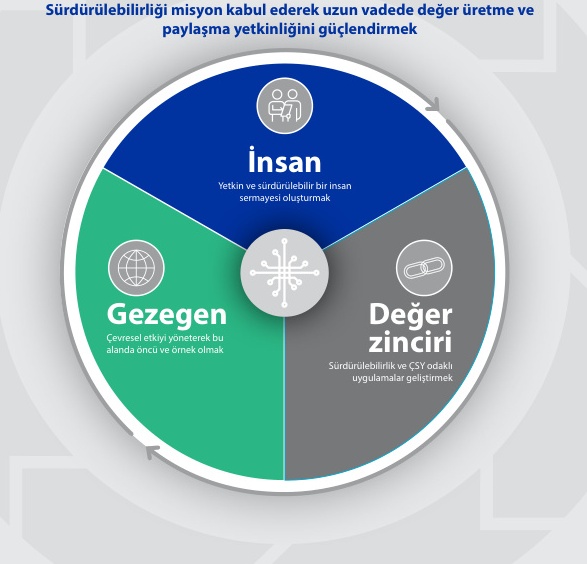 Sürdürülebilirliği misyon kabul ederek uzun vadede değer üretme ve
paylaşma yetkinliğini güçlendirmek
İnsan
Yetkin ve sürdürülebilir bir insan
sermayesi oluşturmak
Gezegen
Çevresel etkiyi yöneterek bu
alanda öncü ve örnek olmak
Değer
zinciri
Sürdürülebilirlik ve ÇSY odaklı
uygulamalar geliştirmek